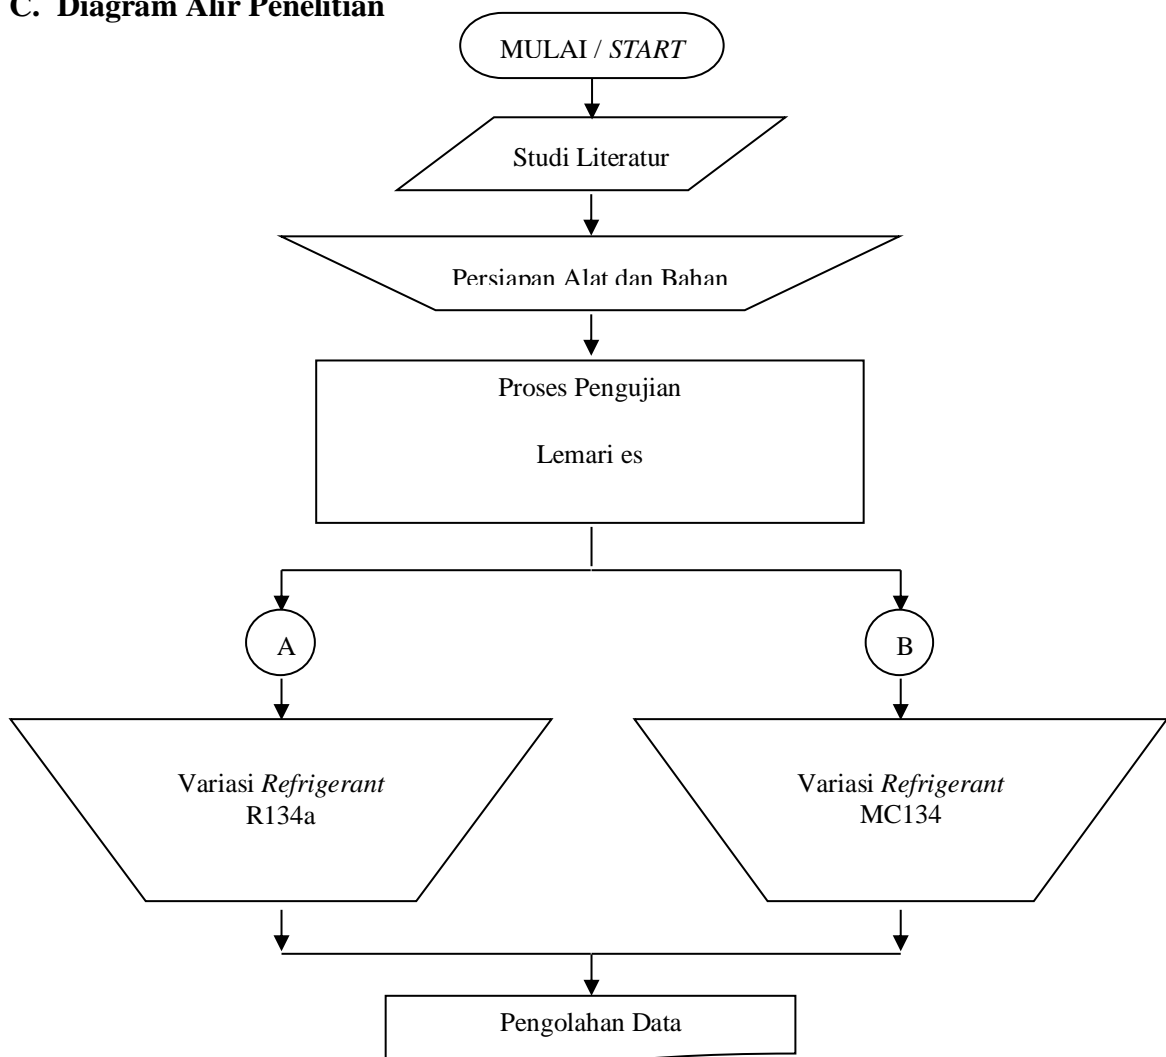 C. Diagram Alir Penelitian
MULAI / START
Studi Literatur
Persiapan Alat dan Bahan
Proses Pengujian
Lemari es
A
B
Variasi Refrigerant
R134a
Variasi Refrigerant
MC134
Pengolahan Data